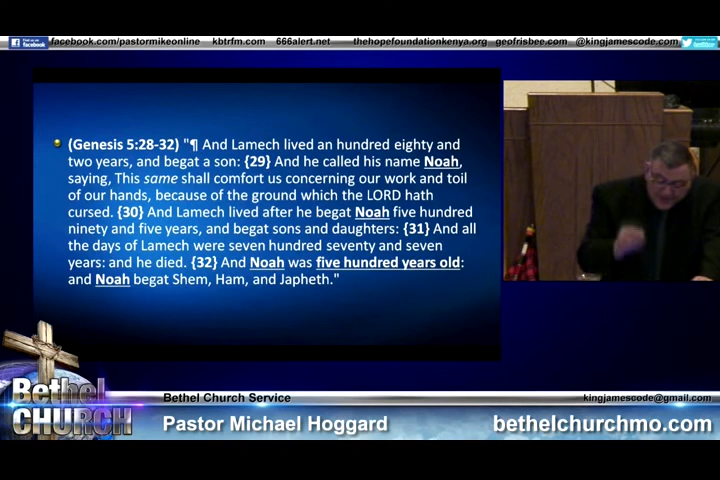 Find us on
facebook
facebook.com/pastormikeonline kbtrfm.com 666alert.net thehopefoundationkenya.org geofrisbee.com @kingjamescode.com
twitter
(Genesis 5:28-32) "¶ And Lamech lived an hundred eighety and
two years, and begat a son: {29} And he called his name Noah,
saying, This same shall comfort us concerning our work and toil
of our hands, because of the ground which the LORD hath
cursed. {30} And Lamech lived after he begat Noah five hundred
ninety and five years, and begat sons and daughters: {31} And all
the days of Lamech were seven hundred seventy and seven
years: and he died. {32} And Noah was five hundred years old:
and Noah begat Shem, Ham, and Japheth."
Bethel
CHURCH
Bethel Church Service
kingjamescode@gmail.com
Pastor Michael Hoggard
bethelchurchmo.com